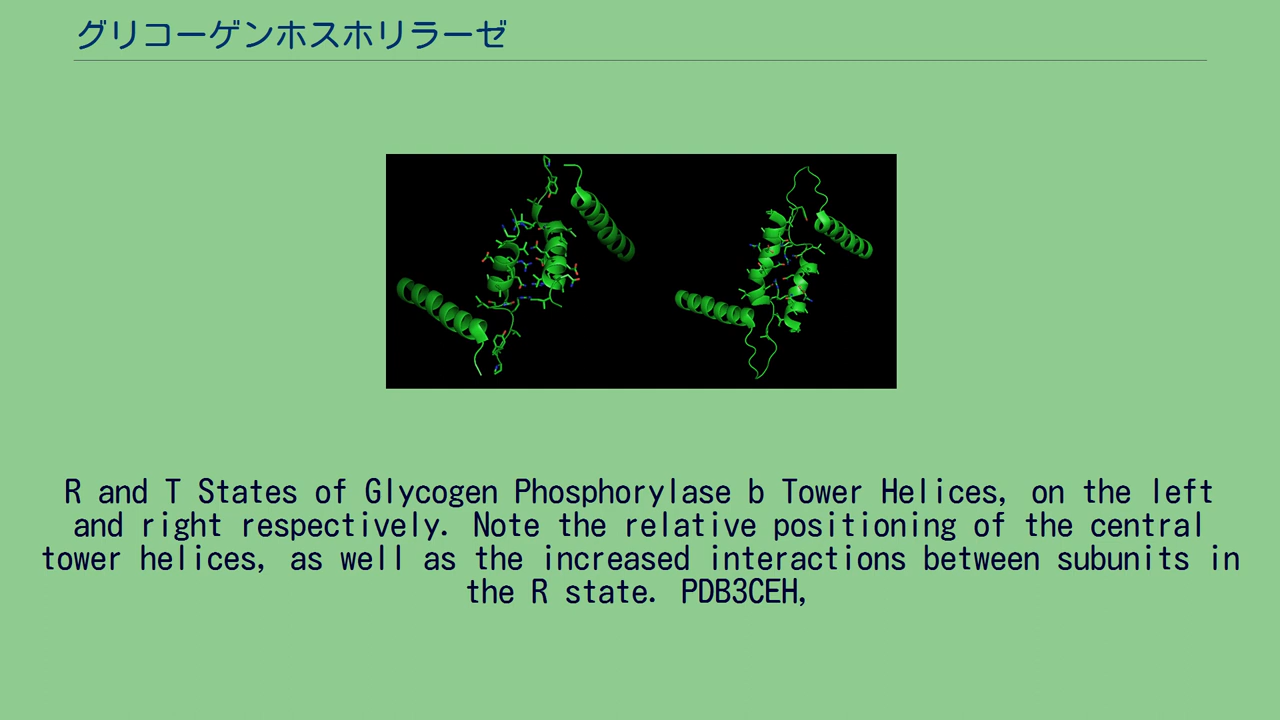 グリコーゲンホスホリラーゼ
R and T States of Glycogen Phosphorylase b Tower Helices, on the left
and right respectively. Note the relative positioning of the central
tower helices, as well as the increased interactions between subunits in
the R state. PDB3CEH,